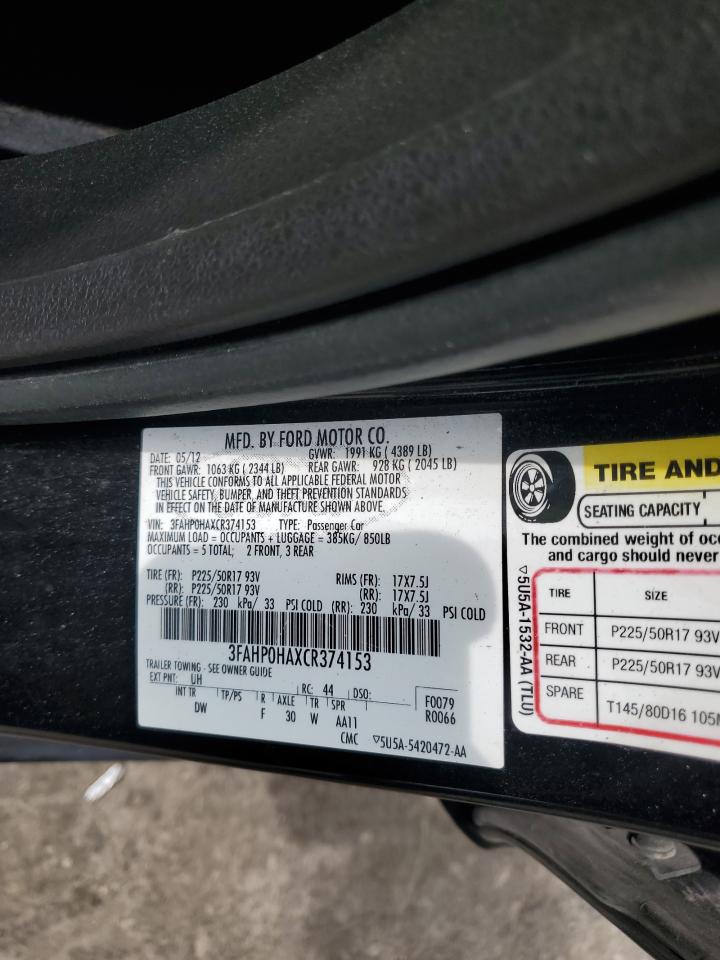 MFD. BY FORD MOTOR CO.
DATE: 05/12 GVWR: 1991 KG ( 4389 LB)
FRONT GAWR: 1063 KG ( 2344 LB) REAR GAWR: 928 KG ( 2045 LB)
THIS VEHICLE CONFORMS TO ALL APPLICABLE FEDERAL MOTOR
VEHICLE SAFETY, BUMPER, AND THEFT PREVENTION STANDARDS
IN EFFECT ON THE DATE OF MANUFACTURE SHOWN ABOVE.
VIN: 3FAHP0HAXCR374153 TYPE: Passenger Car
MAXIMUM LOAD = OCCUPANTS + LUGGAGE = 385KG/ 850LB
OCCUPANTS = 5 TOTAL; 2 FRONT, 3 REAR
TIRE (FR): P225/50R17 93V RIMS (FR): 17X7.5J
(RR): P225/50R17 93V (RR): 17X7.5J
PRESSURE (FR): 230 kPa/ 33 PSI COLD (RR): 230 kPa/ 33 PSI COLD
3FAHP0HAXCR374153
TRAILER TOWING - SEE OWNER GUIDE
EXT PNT: UH RC: 44 DSO: F0079
INT TR TP/PS R AXLE TR SPR R0066
DW F 30 W AA11
CMC ▽5U5A-5420472-AA
▽5U5A-1532-AA (TLU)
TIRE AND
SEATING CAPACITY
The combined weight of occ
and cargo should never
TIRE SIZE
FRONT P225/50R17 93V
REAR P225/50R17 93V
SPARE T145/80D16 105M